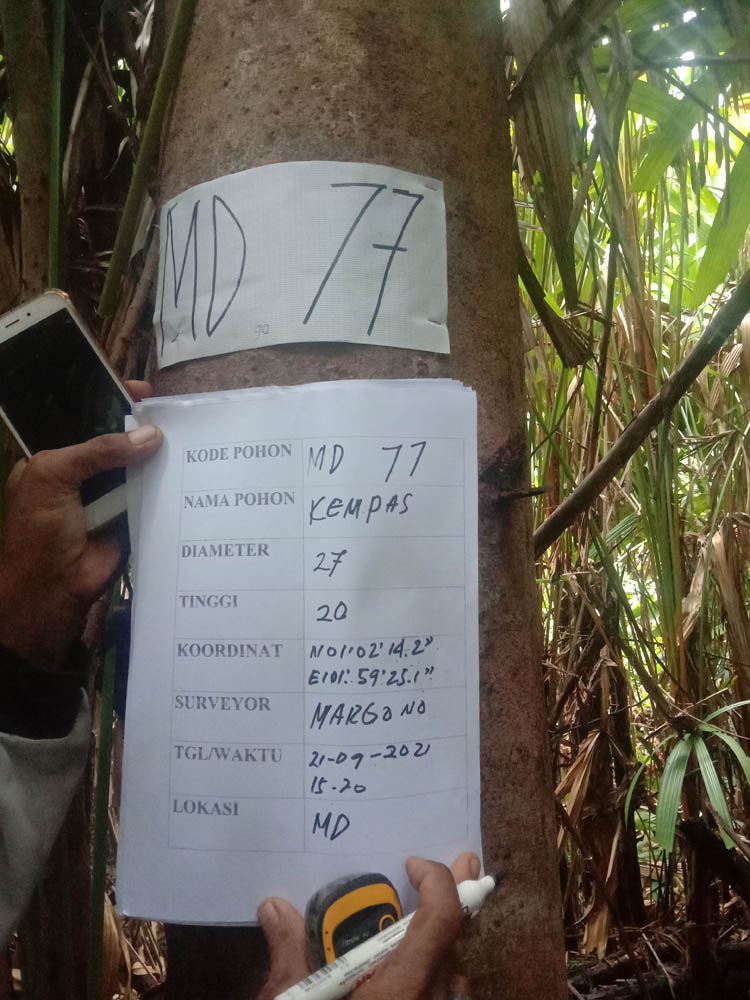 MD 77
KODE POHON MD 77
NAMA POHON KEMPAS
DIAMETER 27
TINGGI 20
KOORDINAT N01°02'14.2"
E101°59'25.1"
SURVEYOR MARGONO
TGL/WAKTU 21-09-2021
15-20
LOKASI MD